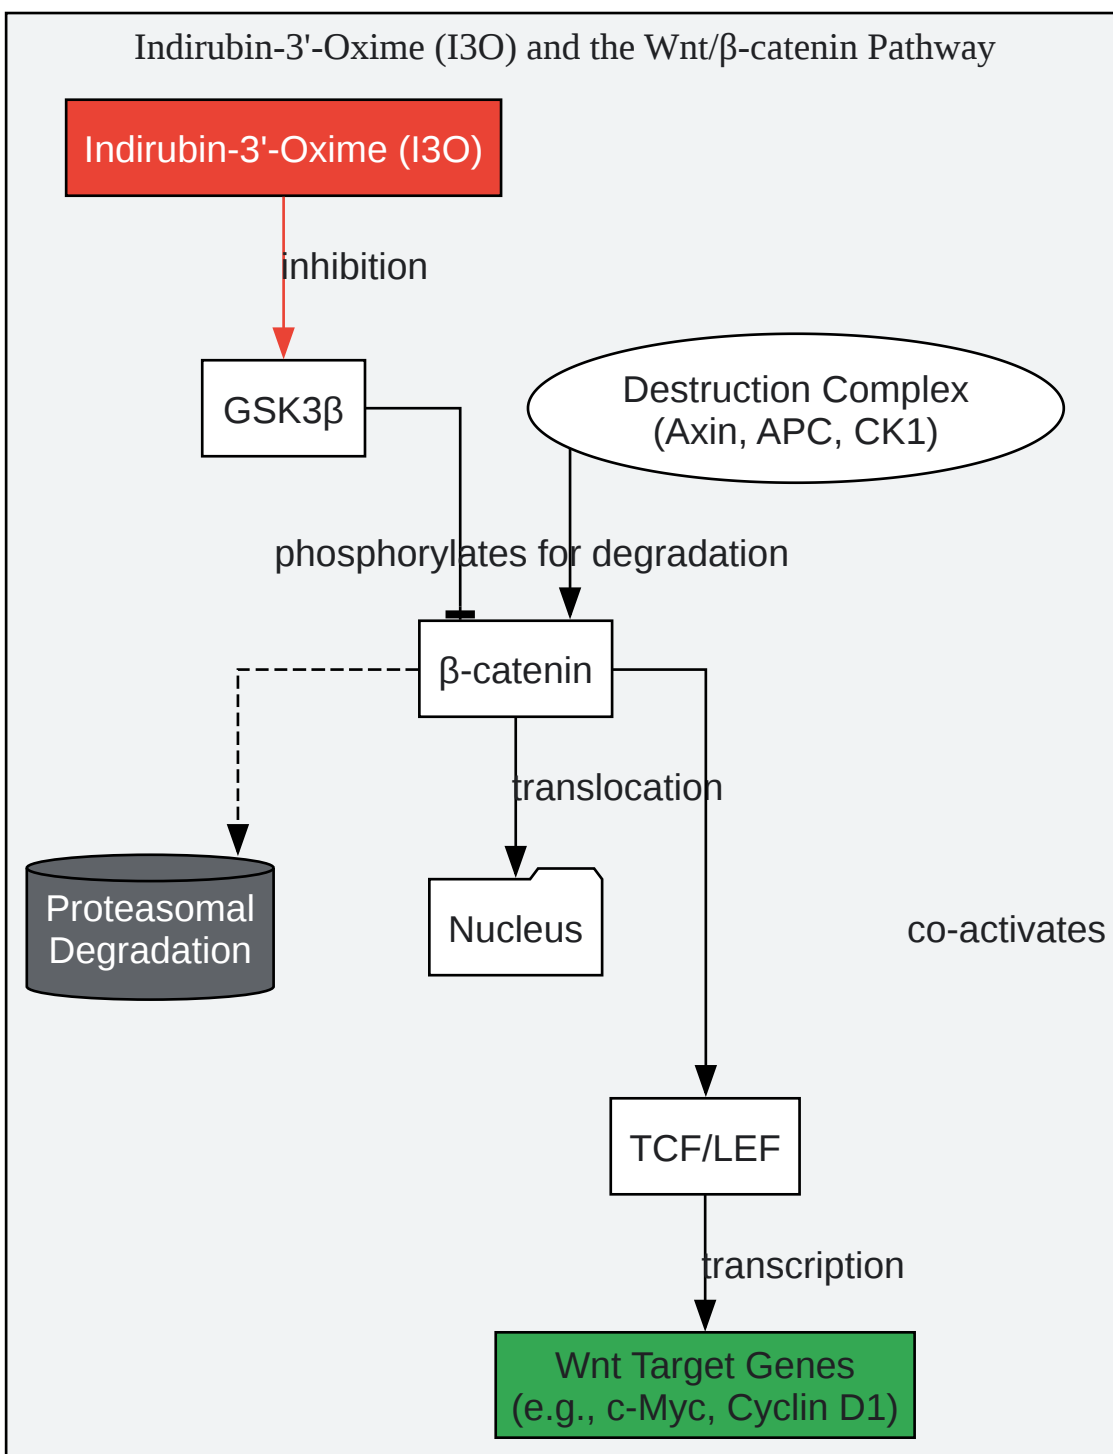 Indirubin-3'-Oxime (I3O) and the Wnt/β-catenin Pathway
Indirubin-3'-Oxime (I3O)
inhibition
GSK3β
Destruction Complex
(Axin, APC, CK1)
phosphorylates for degradation
β-catenin
translocation
Proteasomal
Degradation
Nucleus
co-activates
TCF/LEF
transcription
Wnt Target Genes
(e.g., c-Myc, Cyclin D1)